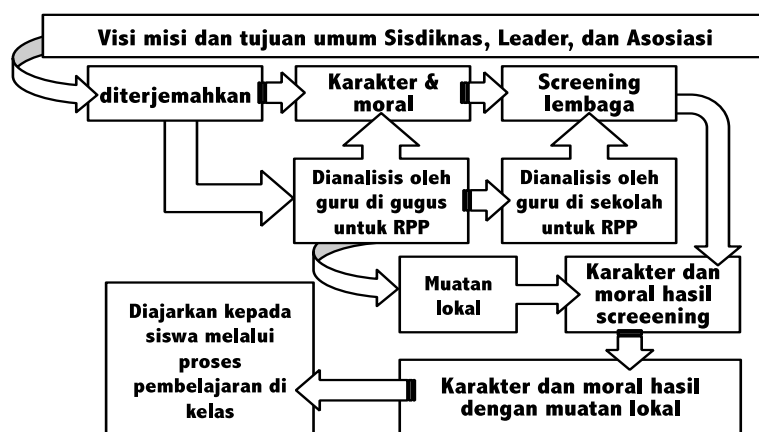 Visi misi dan tujuan umum Sisdiknas, Leader, dan Asosiasi
diterjemahkan
Karakter &
moral
Screening
lembaga
Dianalisis oleh
guru di gugus
untuk RPP
Dianalisis oleh
guru di sekolah
untuk RPP
Muatan
lokal
Karakter dan
moral hasil
screeening
Diajarkan kepada
siswa melalui
proses
pembelajaran di
kelas
Karakter dan moral hasil
dengan muatan lokal